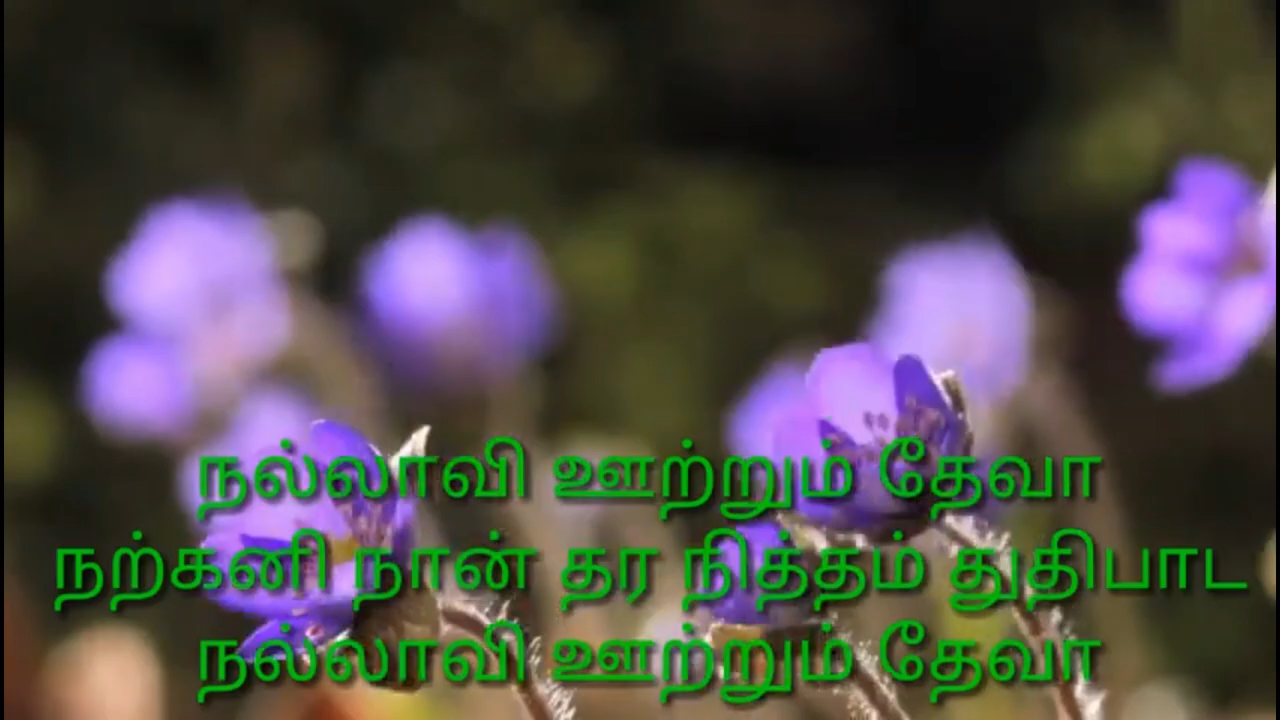 நல்லாவி ஊற்றும் தேவா
நற்கனி நான் தர நித்தம் துதிபாட
நல்லாவி ஊற்றும் தேவா